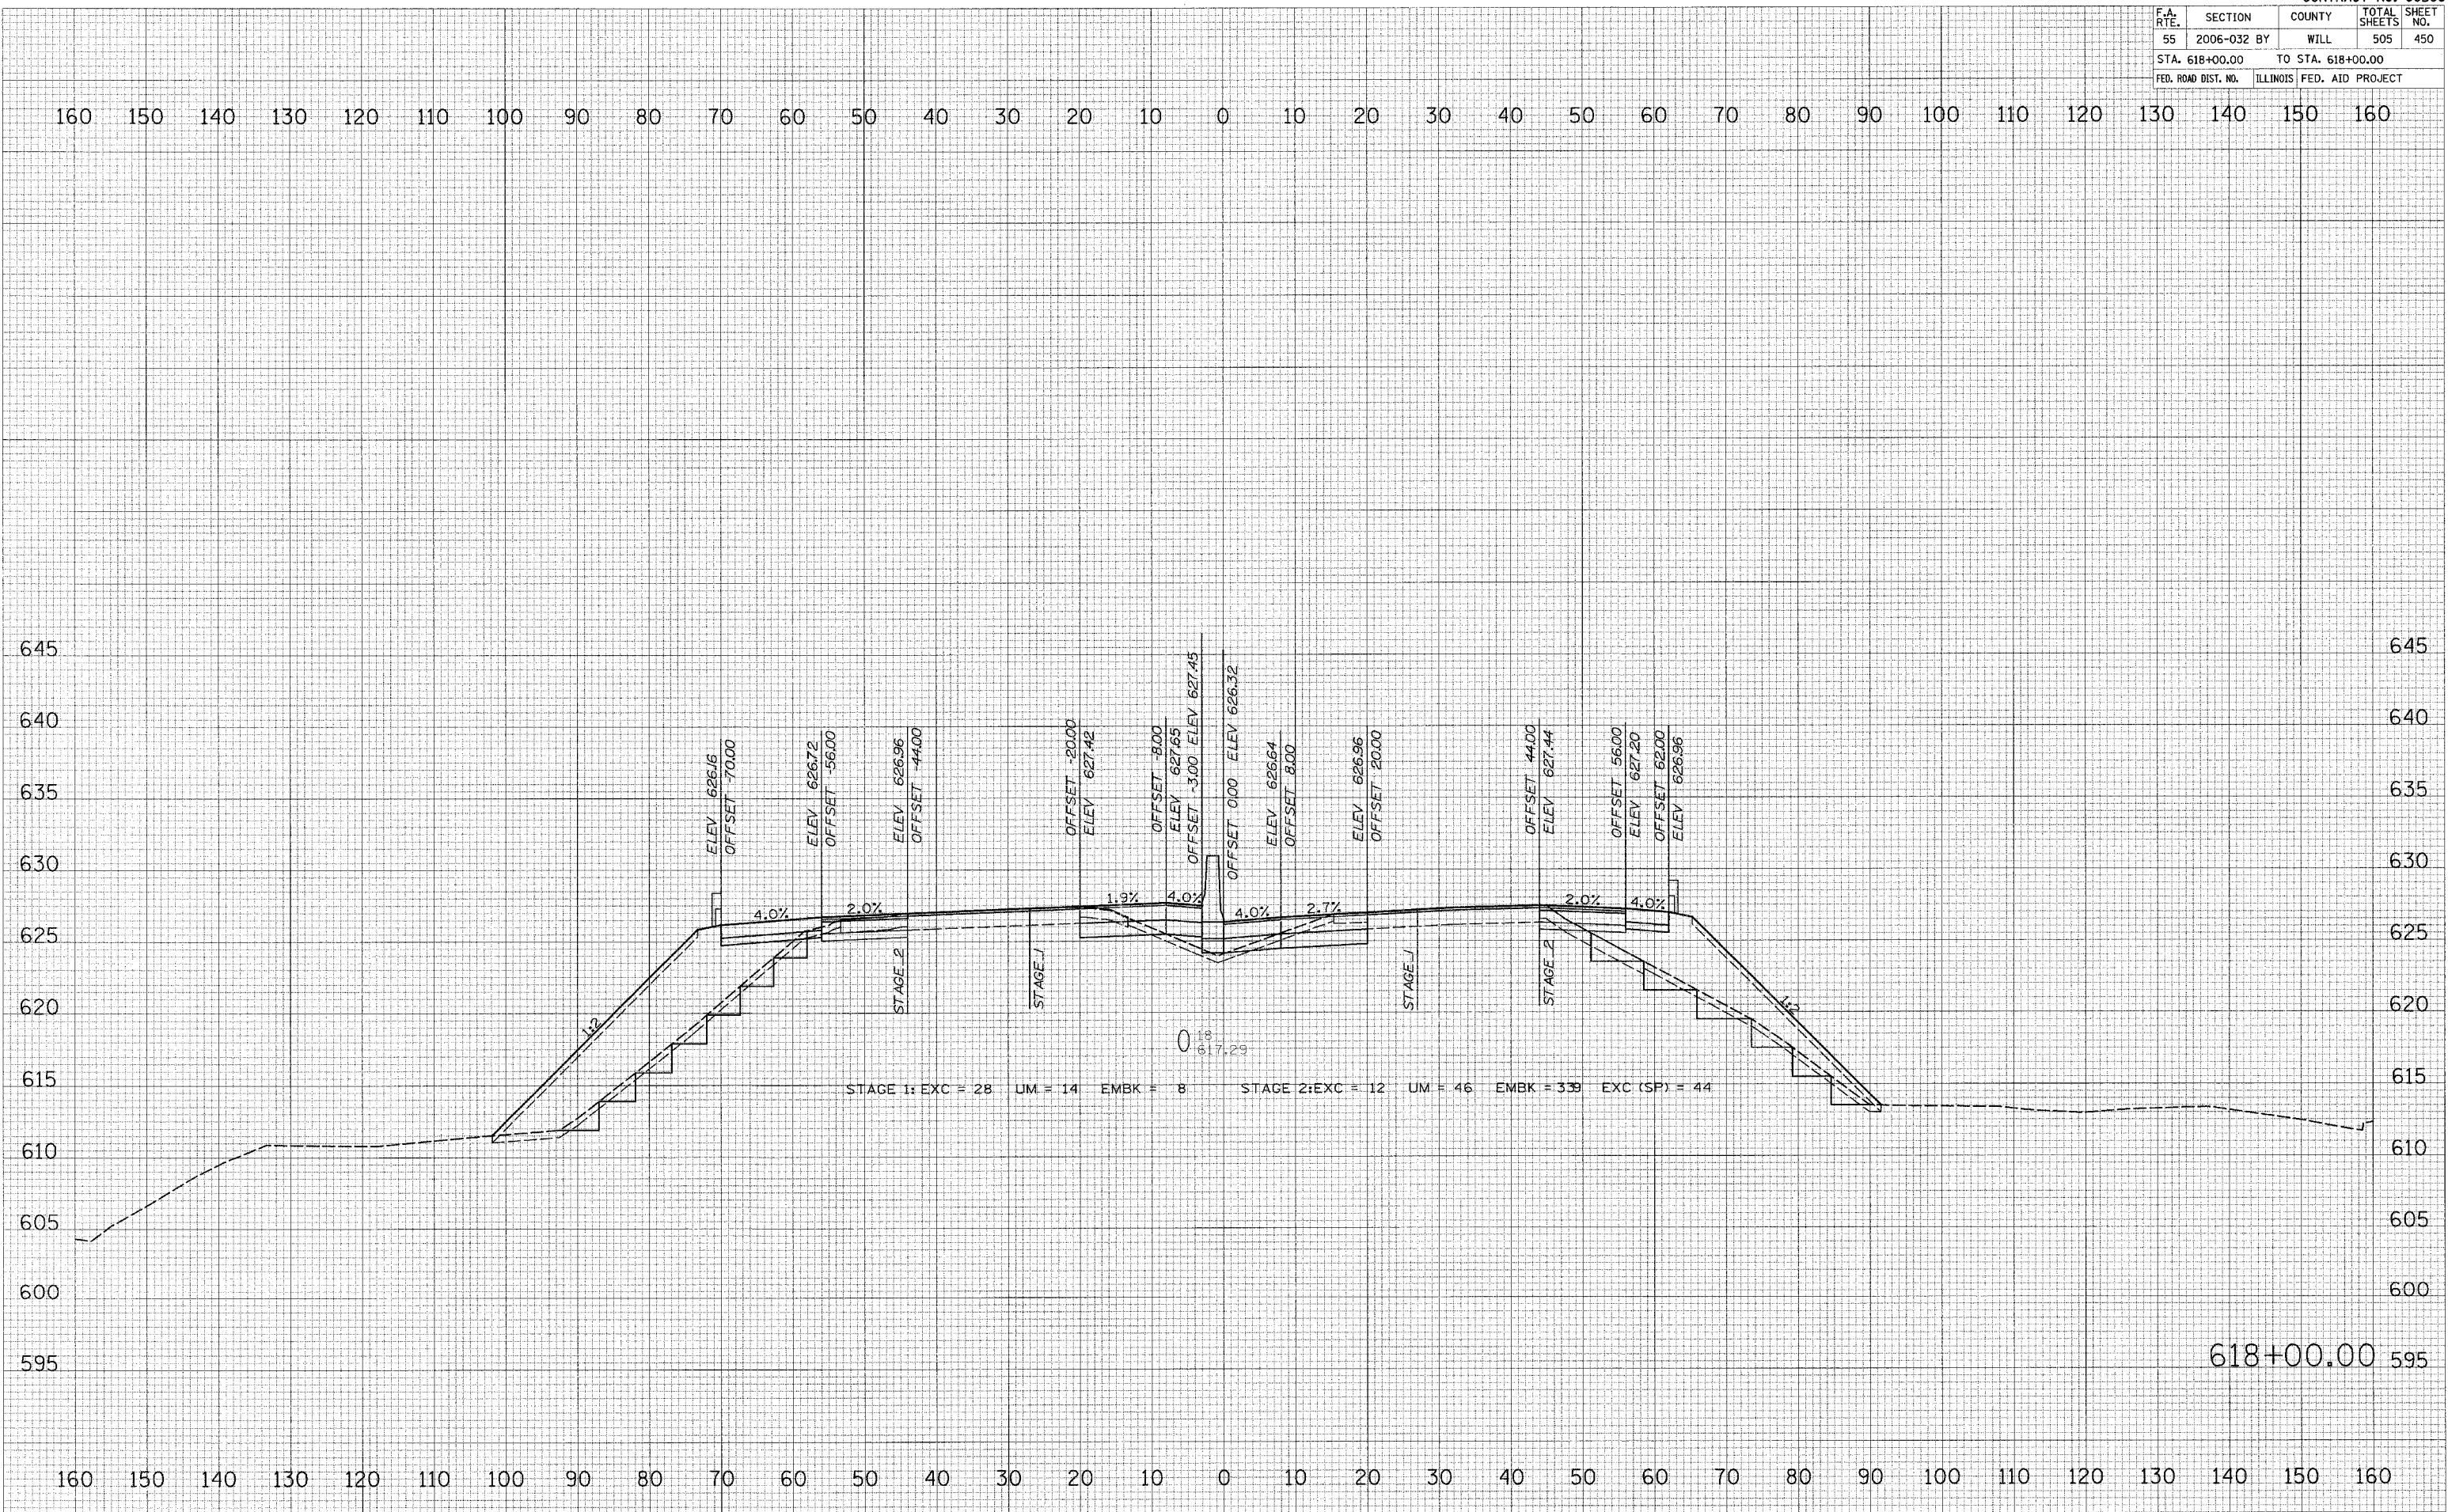 F.A. RTE. SECTION COUNTY TOTAL SHEETS SHEET NO.
55 2006-032 BY WILL 505 450
STA. 618+00.00 TO STA. 618+00.00
FED. ROAD DIST. NO. ILLINOIS FED. AID PROJECT
160 150 140 130 120 110 100 90 80 70 60 50 40 30 20 10 0 10 20 30 40 50 60 70 80 90 100 110 120 130 140 150 160
645 645
640 640
635 635
630 630
625 625
620 620
615 615
610 610
605 605
600 600
595 595
ELEV 626.16
OFFSET -70.00
ELEV 626.72
OFFSET -56.00
ELEV 626.96
OFFSET -44.00
OFFSET -20.00
ELEV 627.42
OFFSET -8.00
ELEV 627.65
OFFSET -3.00 ELEV 627.45
OFFSET 0.00 ELEV 626.32
ELEV 626.64
OFFSET 8.00
ELEV 626.96
OFFSET 20.00
OFFSET 44.00
ELEV 627.44
OFFSET 56.00
ELEV 627.20
OFFSET 62.00
ELEV 626.96
4.0% 2.0% 1.9% 4.0% 4.0% 2.7% 2.0% 4.0%
1:2 1:2
STAGE 2
STAGE 1
STAGE 1
STAGE 2
18
617.29
STAGE 1: EXC = 28 UM = 14 EMBK = 8 STAGE 2:EXC = 12 UM = 46 EMBK = 339 EXC (SP) = 44
618+00.00
160 150 140 130 120 110 100 90 80 70 60 50 40 30 20 10 0 10 20 30 40 50 60 70 80 90 100 110 120 130 140 150 160